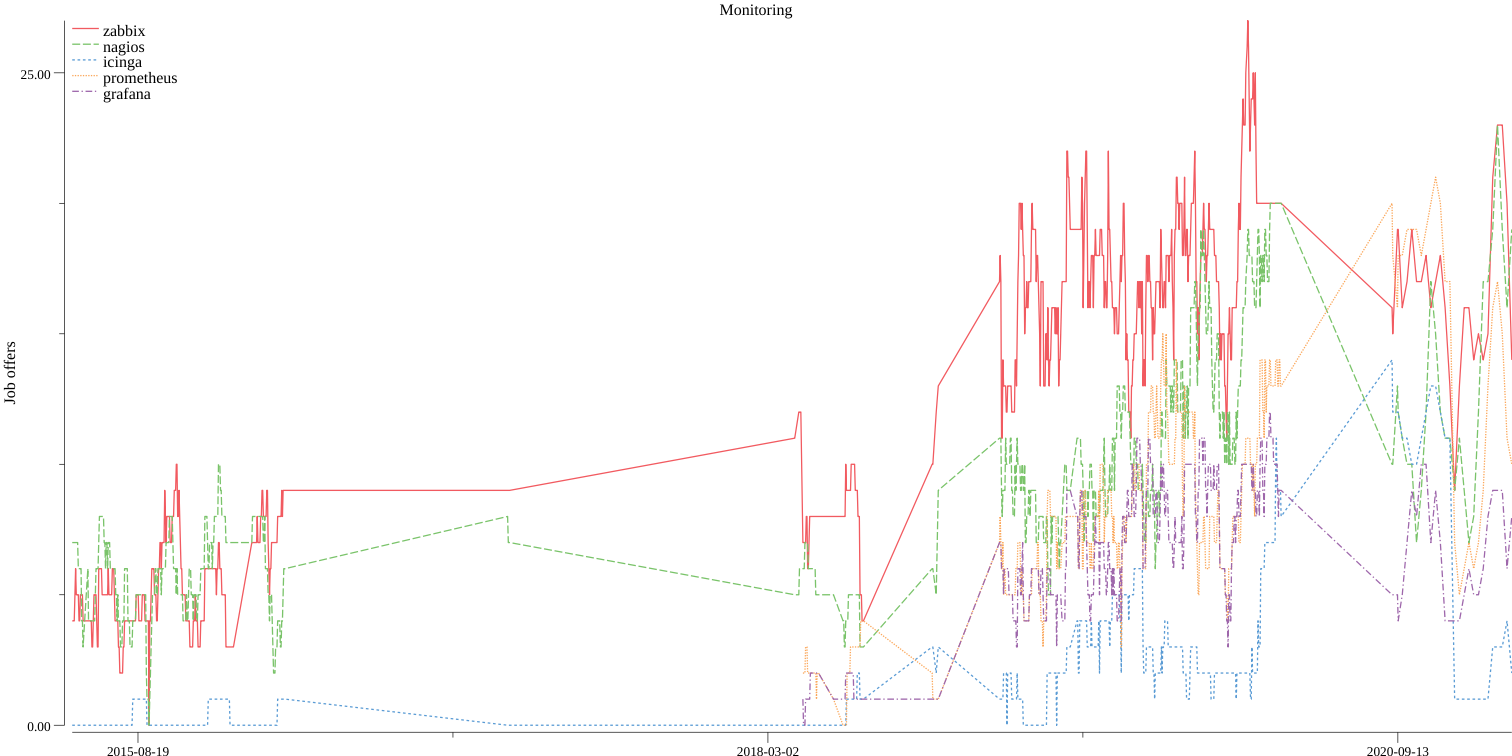 Monitoring
zabbix
nagios
icinga
prometheus
grafana
25.00
Job offers
0.00
2015-08-19
2018-03-02
2020-09-13